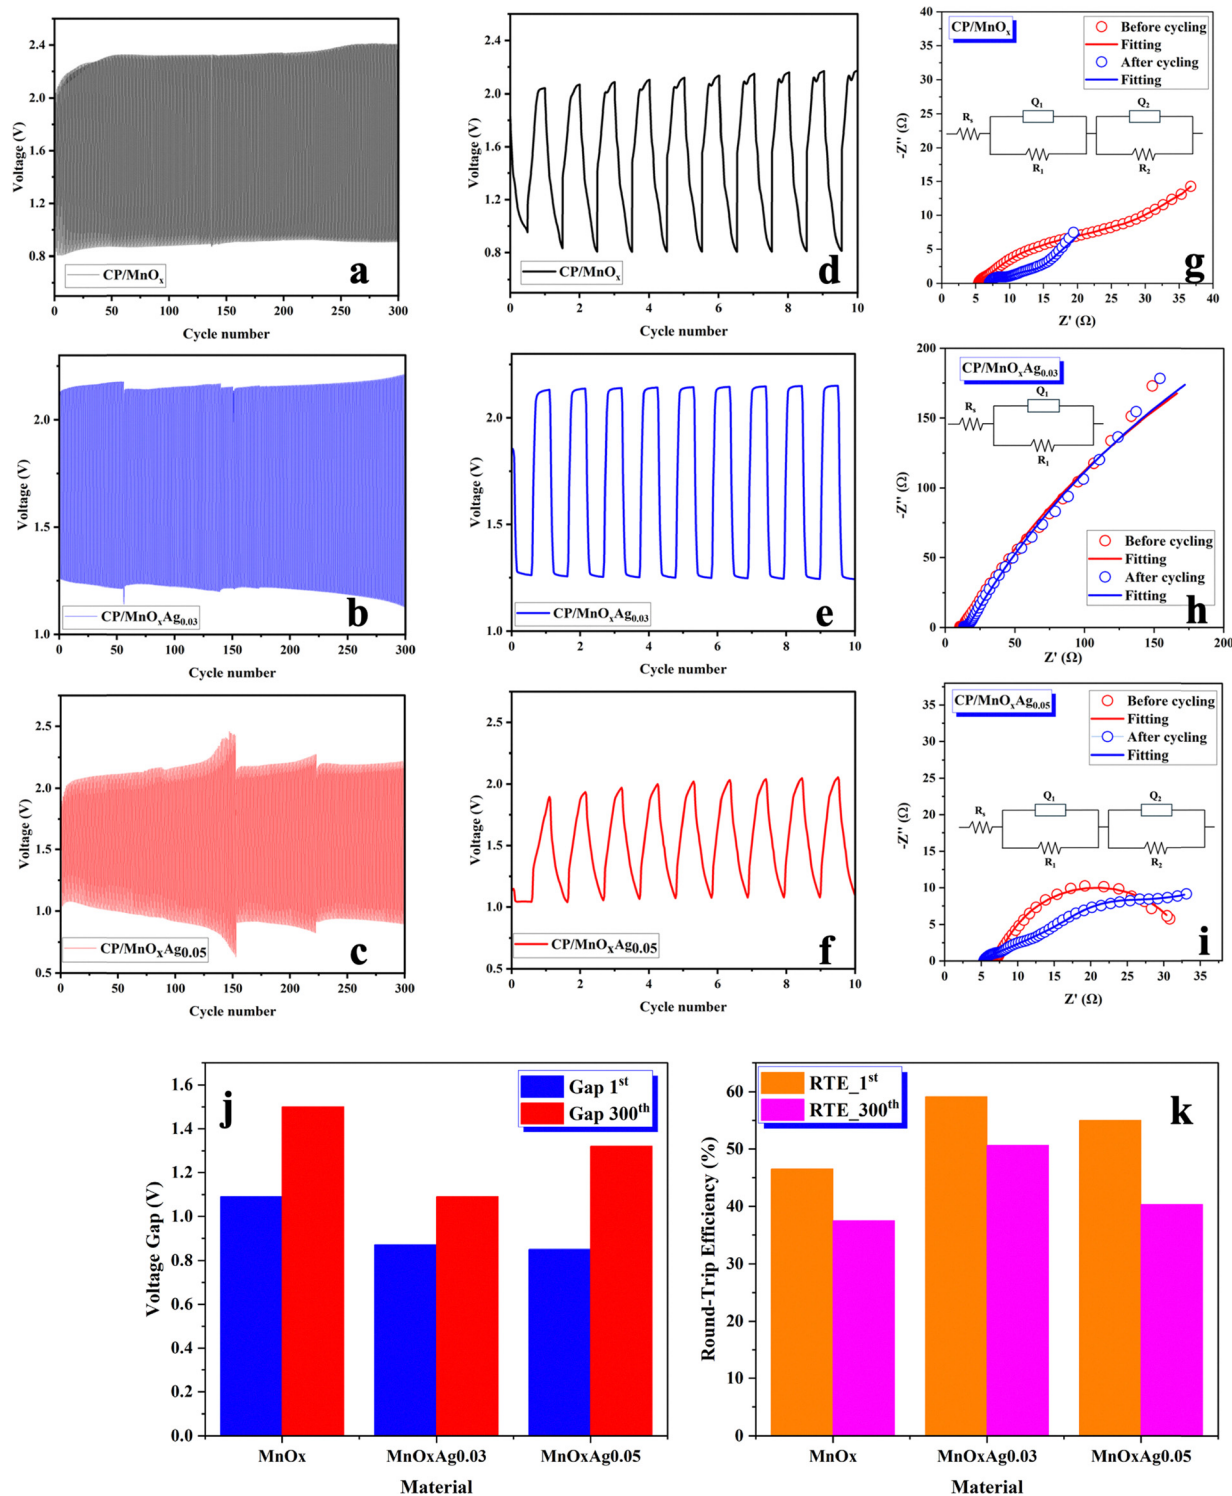 2.4
2.0
1.6
1.2
0.8
Voltage (V)
CP/MnOₓ
a
0 50 100 150 200 250 300
Cycle number
2.4
2.0
1.6
1.2
0.8
Voltage (V)
CP/MnOₓ
d
0 2 4 6 8 10
Cycle number
40
35
30
25
20
15
10
5
0
-Z'' (Ω)
CP/MnOₓ
Before cycling
Fitting
After cycling
Fitting
Rₛ
Q₁
R₁
Q₂
R₂
g
0 5 10 15 20 25 30 35 40
Z' (Ω)
2.0
1.5
1.0
Voltage (V)
CP/MnOₓAg₀.₀₃
b
0 50 100 150 200 250 300
Cycle number
2.0
1.5
1.0
Voltage (V)
CP/MnOₓAg₀.₀₃
e
0 2 4 6 8 10
Cycle number
200
150
100
50
0
-Z'' (Ω)
CP/MnOₓAg₀.₀₃
Rₛ
Q₁
R₁
Before cycling
Fitting
After cycling
Fitting
h
0 50 100 150 200
Z' (Ω)
2.5
2.0
1.5
1.0
0.5
Voltage (V)
CP/MnOₓAg0.05
c
0 50 100 150 200 250 300
Cycle number
2.5
2.0
1.5
1.0
0.5
Voltage (V)
CP/MnOₓAg0.05
f
0 2 4 6 8 10
Cycle number
35
30
25
20
15
10
5
0
-Z'' (Ω)
CP/MnOₓAg₀.₀₅
Before cycling
Fitting
After cycling
Fitting
Rₛ
Q₁
R₁
Q₂
R₂
i
0 5 10 15 20 25 30 35
Z' (Ω)
1.6
1.4
1.2
1.0
0.8
0.6
0.4
0.2
0.0
Voltage Gap (V)
j
Gap 1ˢᵗ
Gap 300ᵗʰ
MnOx MnOxAg0.03 MnOxAg0.05
Material
60
50
40
30
20
10
0
Round-Trip Efficiency (%)
RTE_1ˢᵗ
RTE_300ᵗʰ
k
MnOx MnOxAg0.03 MnOxAg0.05
Material